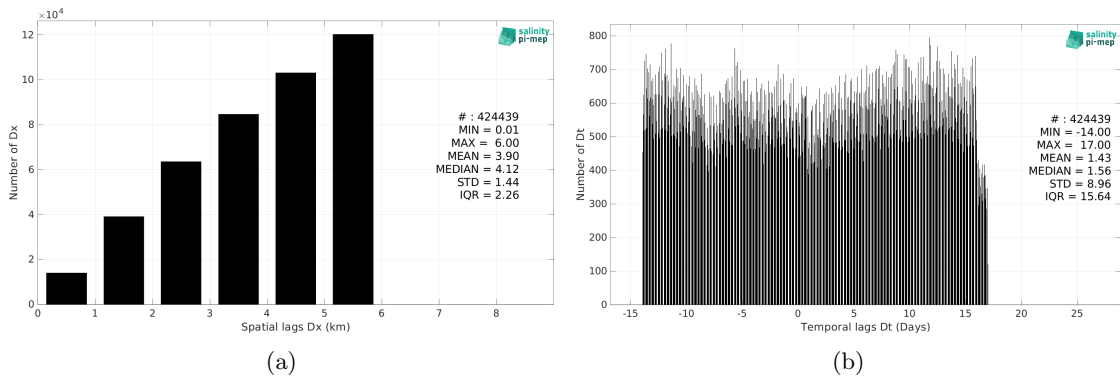 ×10⁴
12
10
8
6
4
2
0
0 1 2 3 4 5 6 7 8
Number of Dx
Spatial lags Dx (km)
salinity
pi-mep
# : 424439
MIN = 0.01
MAX = 6.00
MEAN = 3.90
MEDIAN = 4.12
STD = 1.44
IQR = 2.26
(a)
800
700
600
500
400
300
200
100
0
-15 -10 -5 0 5 10 15 20 25
Number of Dt
Temporal lags Dt (Days)
salinity
pi-mep
# : 424439
MIN = -14.00
MAX = 17.00
MEAN = 1.43
MEDIAN = 1.56
STD = 8.96
IQR = 15.64
(b)